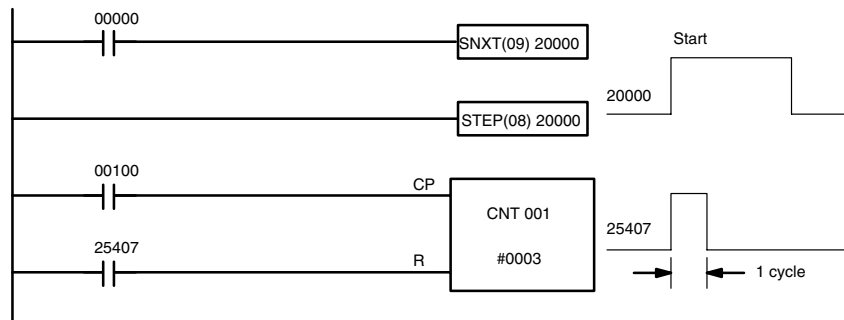 00000
SNXT(09) 20000
Start
20000
STEP(08) 20000
00100
CP
CNT 001
25407
25407
R
#0003
1 cycle